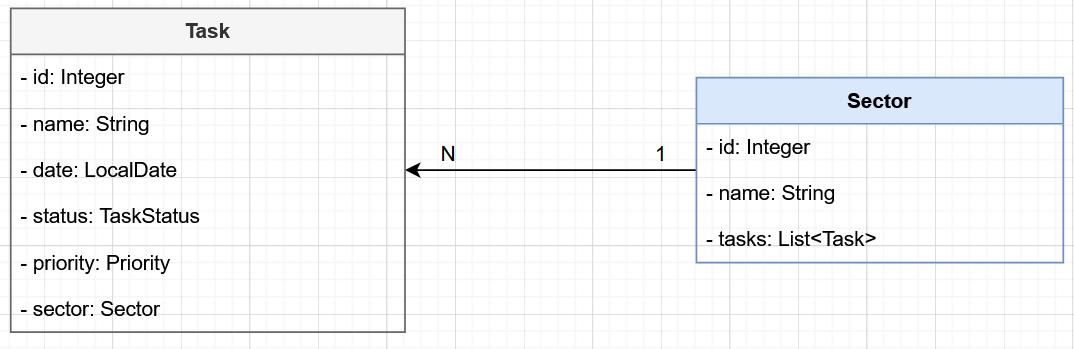 Task
- id: Integer
- name: String
- date: LocalDate
- status: TaskStatus
- priority: Priority
- sector: Sector
N
1
Sector
- id: Integer
- name: String
- tasks: List<Task>